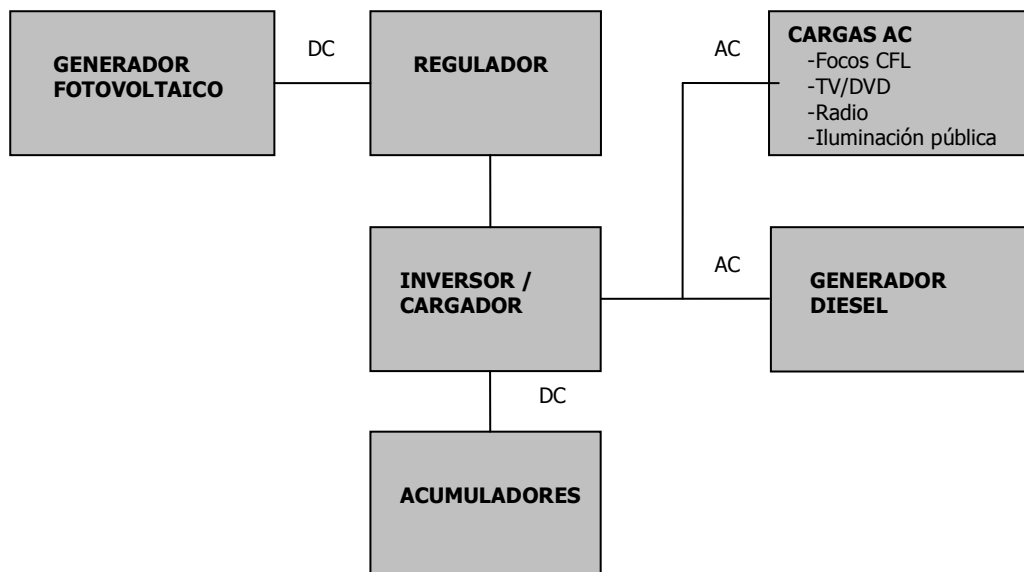 GENERADOR
FOTOVOLTAICO
DC
REGULADOR
AC
CARGAS AC
-Focos CFL
-TV/DVD
-Radio
-Iluminación pública
INVERSOR /
CARGADOR
AC
GENERADOR
DIESEL
DC
ACUMULADORES